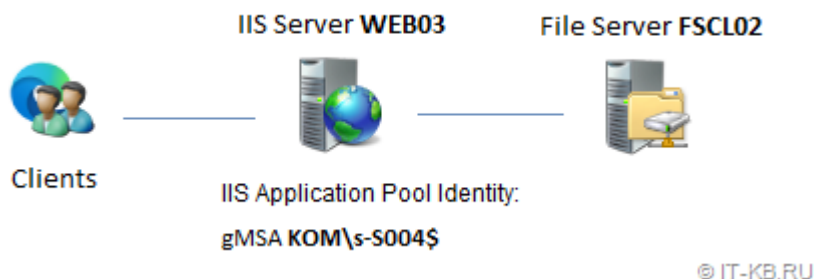 IIS Server WEB03
File Server FSCL02
Clients
IIS Application Pool Identity:
gMSA KOM\s-S004$
© IT-KB.RU